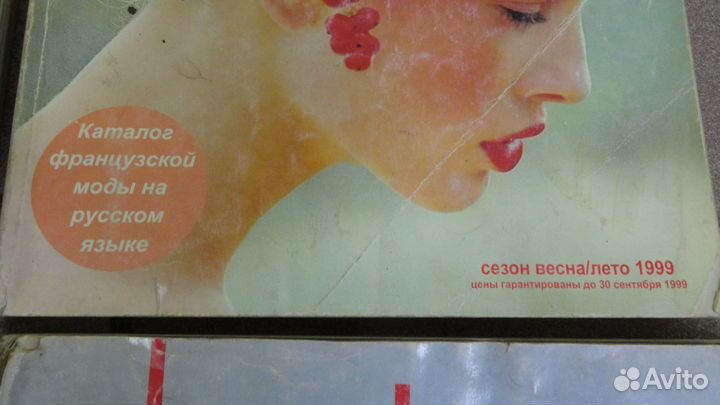 Каталог
французской
моды на
русском
языке
сезон весна/лето 1999
цены гарантированы до 30 сентября 1999
Avito